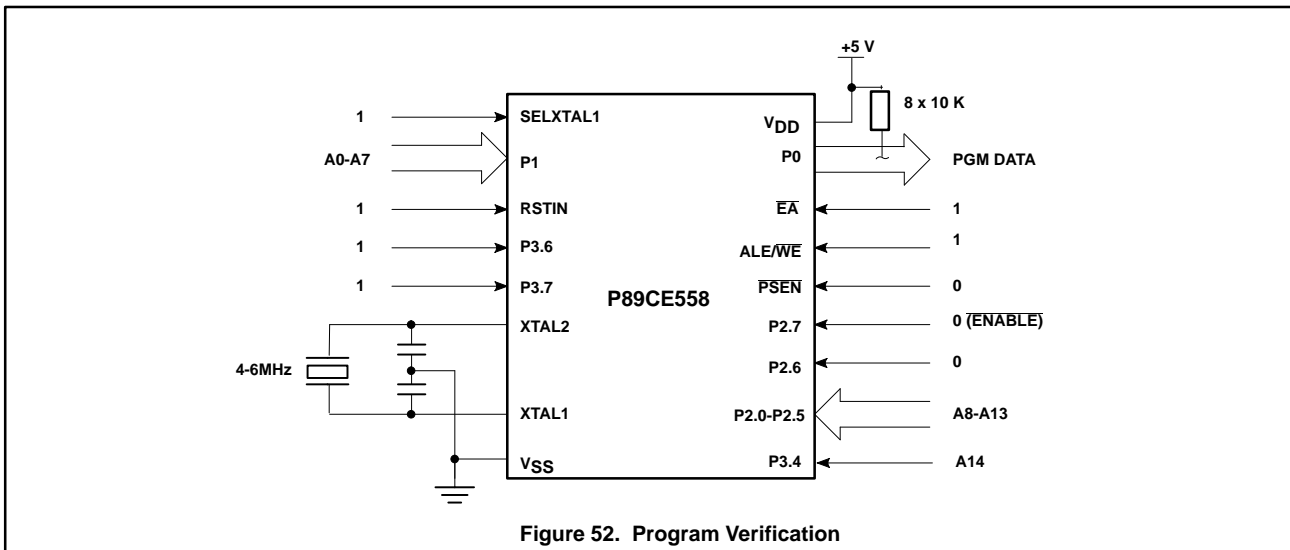 +5 V
8 x 10 K
1
SELXTAL1
VDD
A0-A7
P1
P0
PGM DATA
1
RSTIN
EA
1
1
P3.6
ALE/WE
1
1
P3.7
P89CE558
PSEN
0
XTAL2
P2.7
0 (ENABLE)
4-6MHz
P2.6
0
XTAL1
P2.0-P2.5
A8-A13
VSS
P3.4
A14
Figure 52. Program Verification